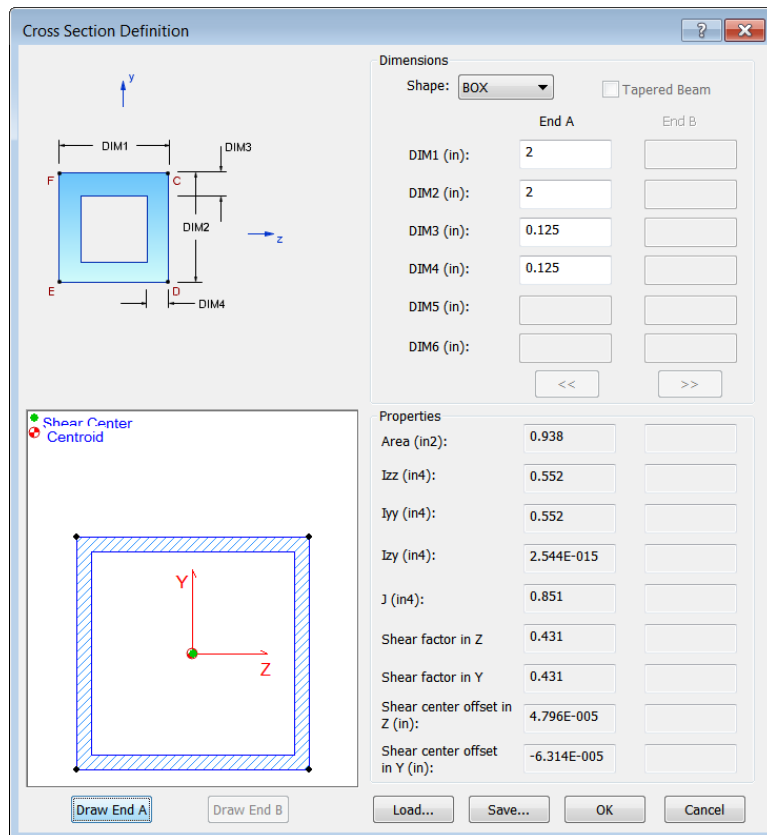 Cross Section Definition
?
y
DIM1
DIM3
F
C
DIM2
z
E
D
DIM4
Dimensions
Shape: BOX
Tapered Beam
End A End B
DIM1 (in): 2
DIM2 (in): 2
DIM3 (in): 0.125
DIM4 (in): 0.125
DIM5 (in):
DIM6 (in):
<< >>
Shear Center
Centroid
Y
Z
Properties
Area (in2): 0.938
Izz (in4): 0.552
Iyy (in4): 0.552
Izy (in4): 2.544E-015
J (in4): 0.851
Shear factor in Z 0.431
Shear factor in Y 0.431
Shear center offset in
Z (in): 4.796E-005
Shear center offset
in Y (in): -6.314E-005
Draw End A Draw End B Load... Save... OK Cancel